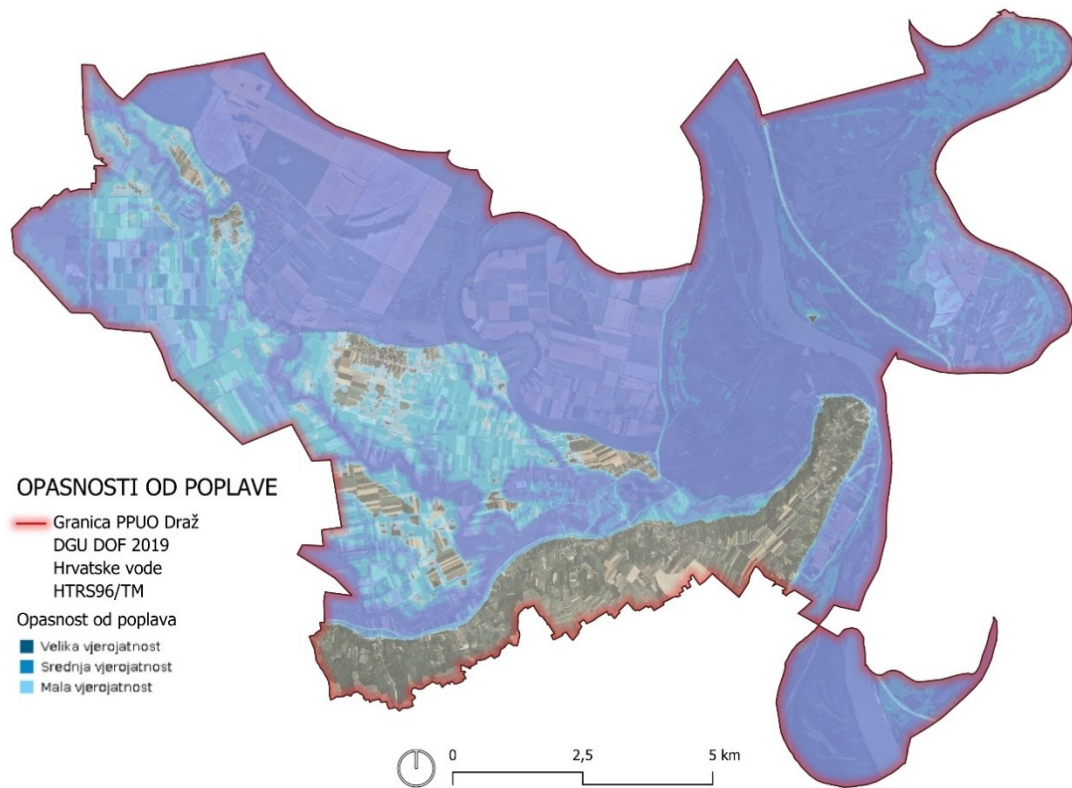 OPASNOSTI OD POPLAVE
Granica PPUO Draž
DGU DOF 2019
Hrvatske vode
HTRS96/TM
Opasnost od poplava
Velika vjerojatnost
Srednja vjerojatnost
Mala vjerojatnost
0 2,5 5 km